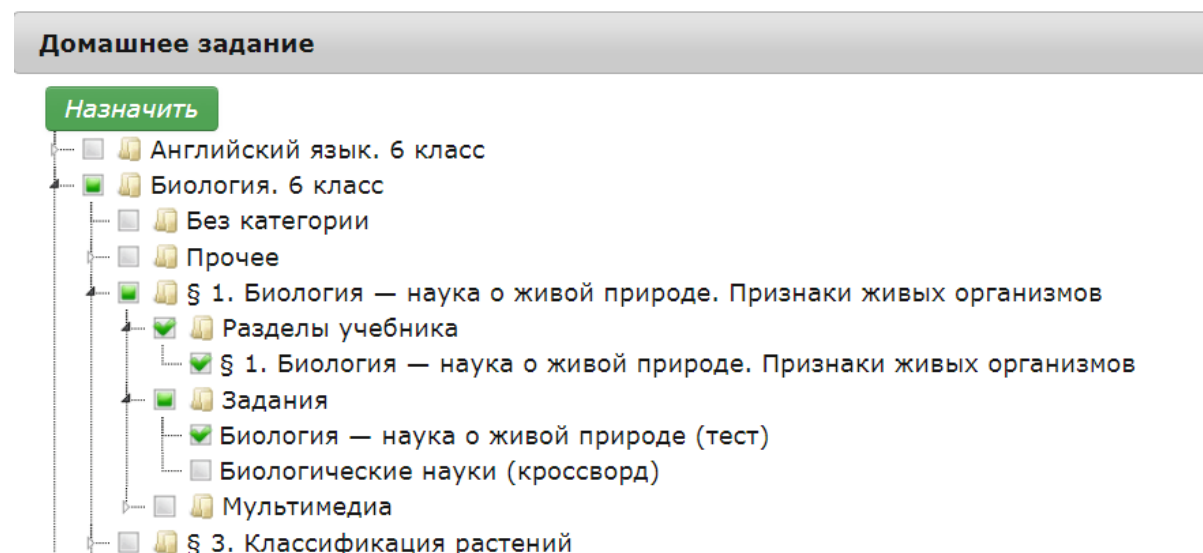 Домашнее задание
Назначить
Английский язык. 6 класс
Биология. 6 класс
Без категории
Прочее
§ 1. Биология — наука о живой природе. Признаки живых организмов
Разделы учебника
§ 1. Биология — наука о живой природе. Признаки живых организмов
Задания
Биология — наука о живой природе (тест)
Биологические науки (кроссворд)
Мультимедиа
§ 3. Классификация растений